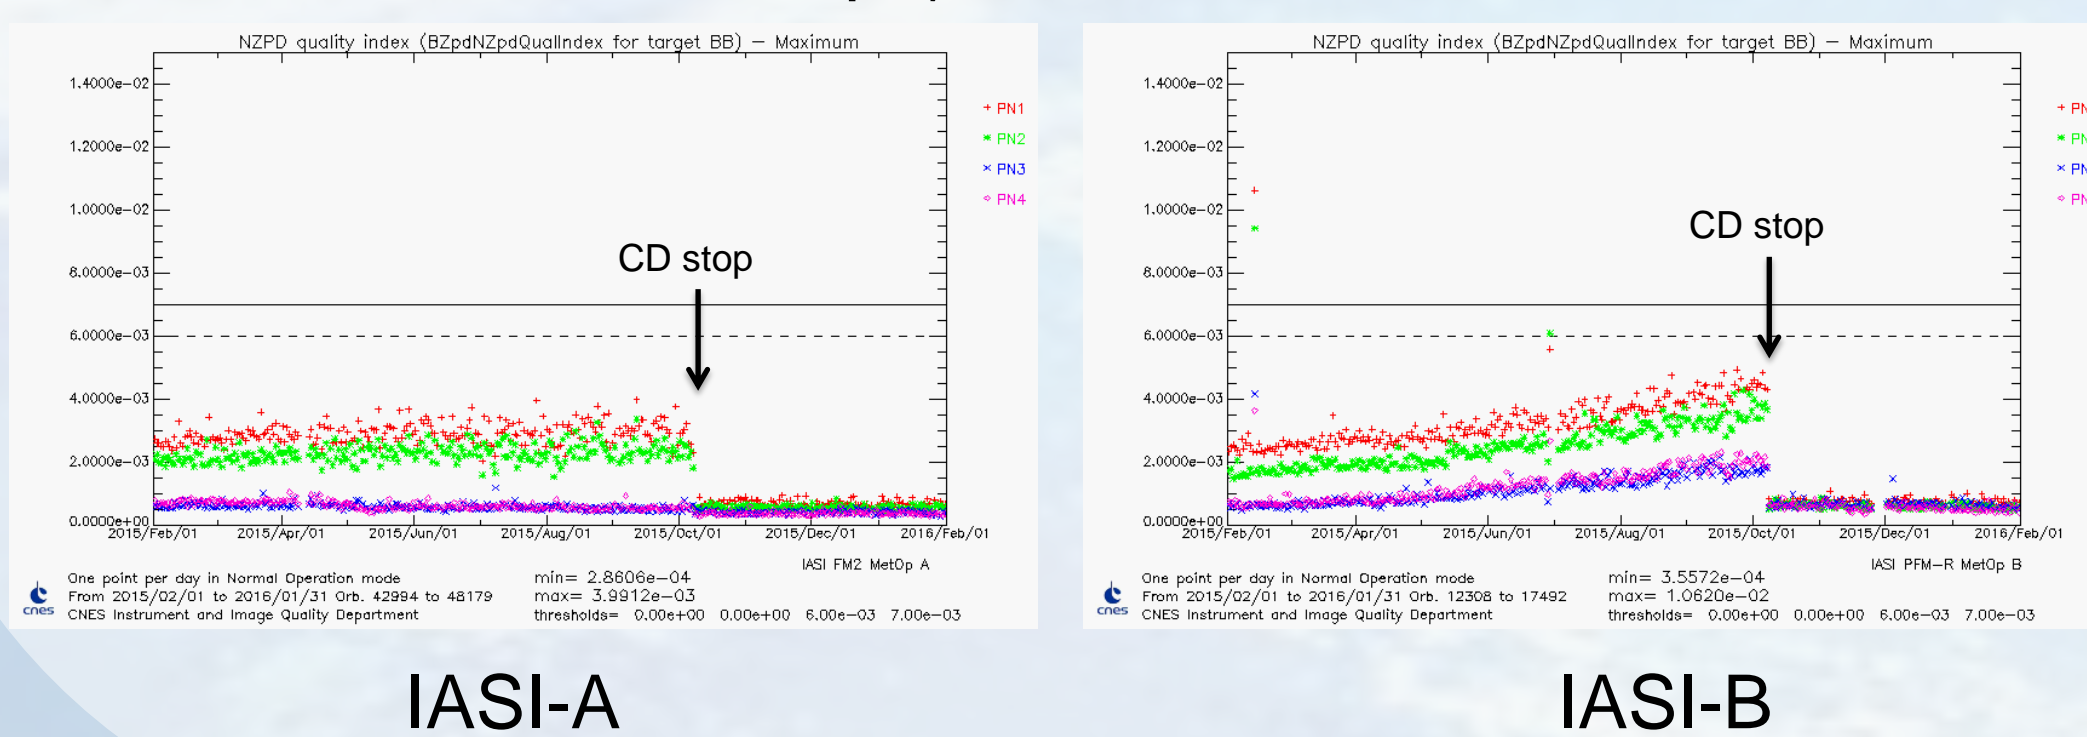 NZPD quality index (BZpdNZpdQualIndex for target BB) – Maximum
1.4000e-02
1.2000e-02
1.0000e-02
8.0000e-03
6.0000e-03
4.0000e-03
2.0000e-03
0.0000e+00
PN1
PN2
PN3
PN4
CD stop
2015/Feb/01 2015/Apr/01 2015/Jun/01 2015/Aug/01 2015/Oct/01 2015/Dec/01 2016/Feb/01
IASI FM2 MetOp A
cnes
One point per day in Normal Operation mode
From 2015/02/01 to 2016/01/31 Orb. 42994 to 48179
CNES Instrument and Image Quality Department
min= 2.8606e-04
max= 3.9912e-03
thresholds= 0.00e+00 0.00e+00 6.00e-03 7.00e-03
IASI-A
NZPD quality index (BZpdNZpdQualIndex for target BB) – Maximum
1.4000e-02
1.2000e-02
1.0000e-02
8.0000e-03
6.0000e-03
4.0000e-03
2.0000e-03
0.0000e+00
PN
PN
PN
PN
CD stop
2015/Feb/01 2015/Apr/01 2015/Jun/01 2015/Aug/01 2015/Oct/01 2015/Dec/01 2016/Feb/01
IASI PFM-R MetOp B
cnes
One point per day in Normal Operation mode
From 2015/02/01 to 2016/01/31 Orb. 12308 to 17492
CNES Instrument and Image Quality Department
min= 3.5572e-04
max= 1.0620e-02
thresholds= 0.00e+00 0.00e+00 6.00e-03 7.00e-03
IASI-B